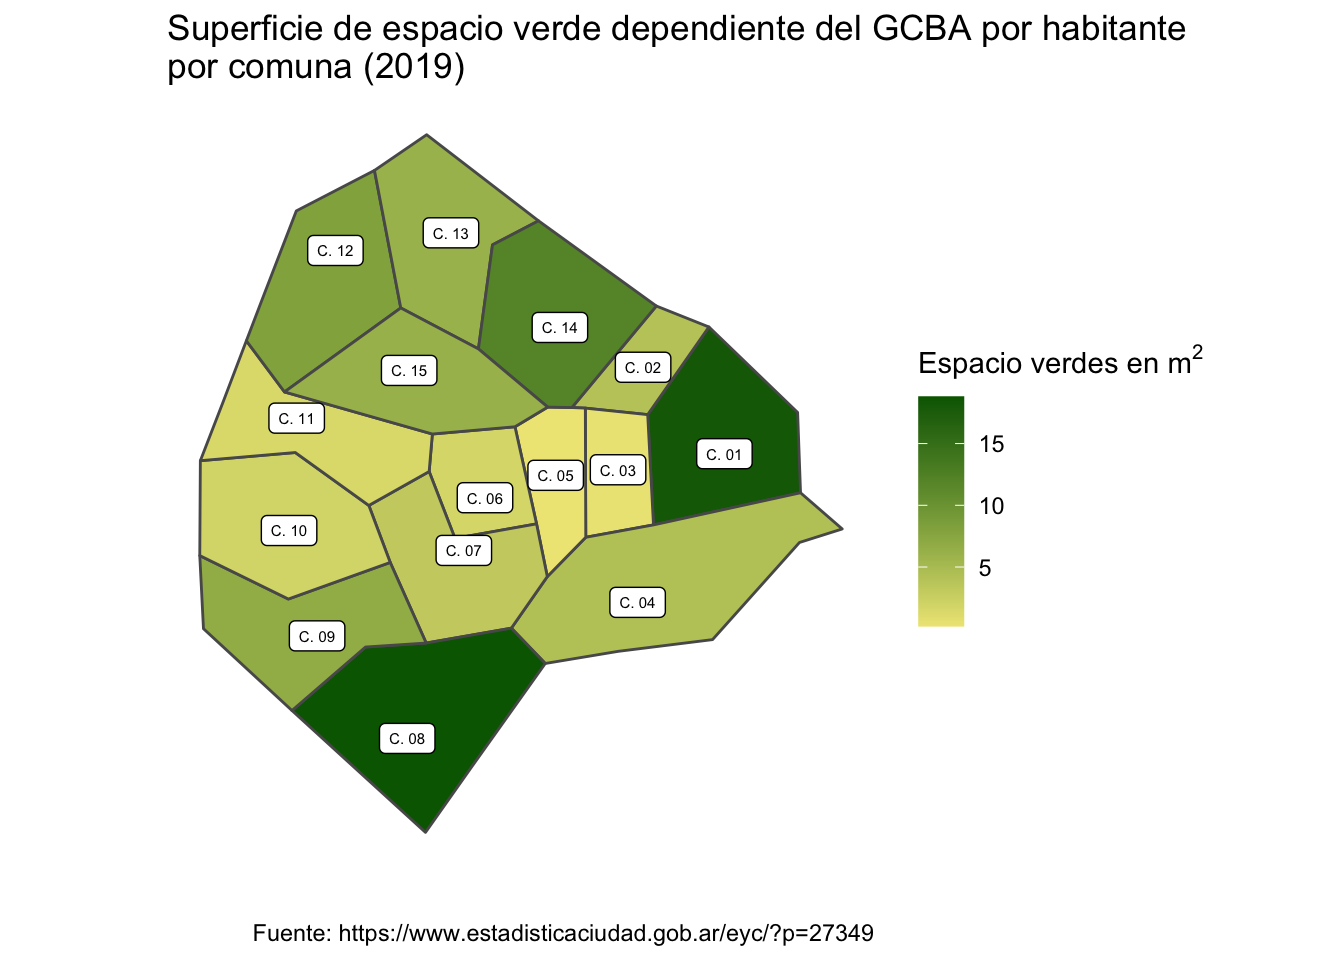 Superficie de espacio verde dependiente del GCBA por habitante
por comuna (2019)
C. 13
C. 12
C. 14
C. 02
C. 15
C. 11
C. 01
C. 03
C. 05
C. 06
C. 10
C. 07
C. 04
C. 09
C. 08
Espacio verdes en m²
15
10
5
Fuente: https://www.estadisticaciudad.gob.ar/eyc/?p=27349